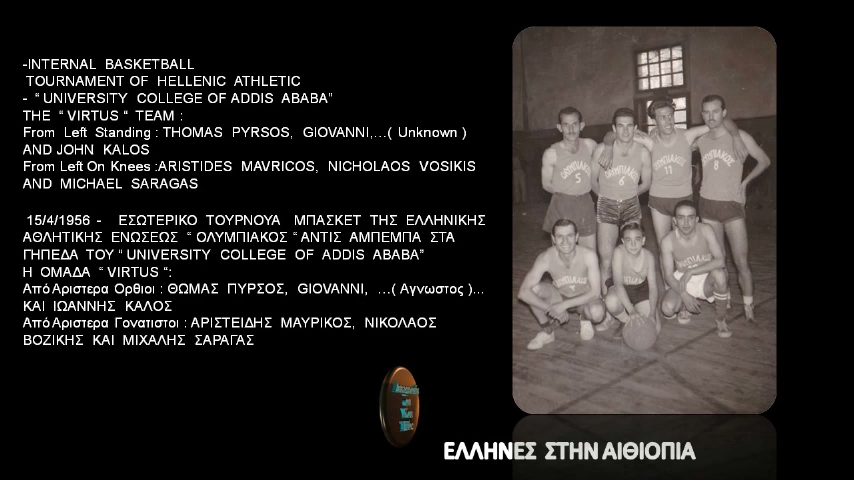 -INTERNAL BASKETBALL
TOURNAMENT OF HELLENIC ATHLETIC
- “ UNIVERSITY COLLEGE OF ADDIS ABABA”
THE “ VIRTUS “ TEAM :
From Left Standing : THOMAS PYRSOS, GIOVANNI,…( Unknown )
AND JOHN KALOS
From Left On Knees :ARISTIDES MAVRICOS, NICHOLAOS VOSIKIS
AND MICHAEL SARAGAS
15/4/1956 - ΕΣΩΤΕΡΙΚΟ ΤΟΥΡΝΟΥΑ ΜΠΑΣΚΕΤ ΤΗΣ ΕΛΛΗΝΙΚΗΣ
ΑΘΛΗΤΙΚΗΣ ΕΝΩΣΕΩΣ “ ΟΛΥΜΠΙΑΚΟΣ “ ΑΝΤΙΣ ΑΜΠΕΜΠΑ ΣΤΑ
ΓΗΠΕΔΑ ΤΟΥ “ UNIVERSITY COLLEGE OF ADDIS ABABA”
Η ΟΜΑΔΑ “ VIRTUS “:
Από Αριστερα Ορθιοι : ΘΩΜΑΣ ΠΥΡΣΟΣ, GIOVANNI, …( Αγνωστος )...
ΚΑΙ ΙΩΑΝΝΗΣ ΚΑΛΟΣ
Από Αριστερα Γονατιστοι : ΑΡΙΣΤΕΙΔΗΣ ΜΑΥΡΙΚΟΣ, ΝΙΚΟΛΑΟΣ
ΒΟΖΙΚΗΣ ΚΑΙ ΜΙΧΑΛΗΣ ΣΑΡΑΓΑΣ
ΟΛΥΜΠΙΑΚΟΣ
5
ΟΛΥΜΠΙΑΚΟΣ
6
ΟΛΥΜΠΙΑΚΟΣ
11
ΟΛΥΜΠΙΑΚΟΣ
8
ΕΛΛΗΝΕΣ ΣΤΗΝ ΑΙΘΙΟΠΙΑ